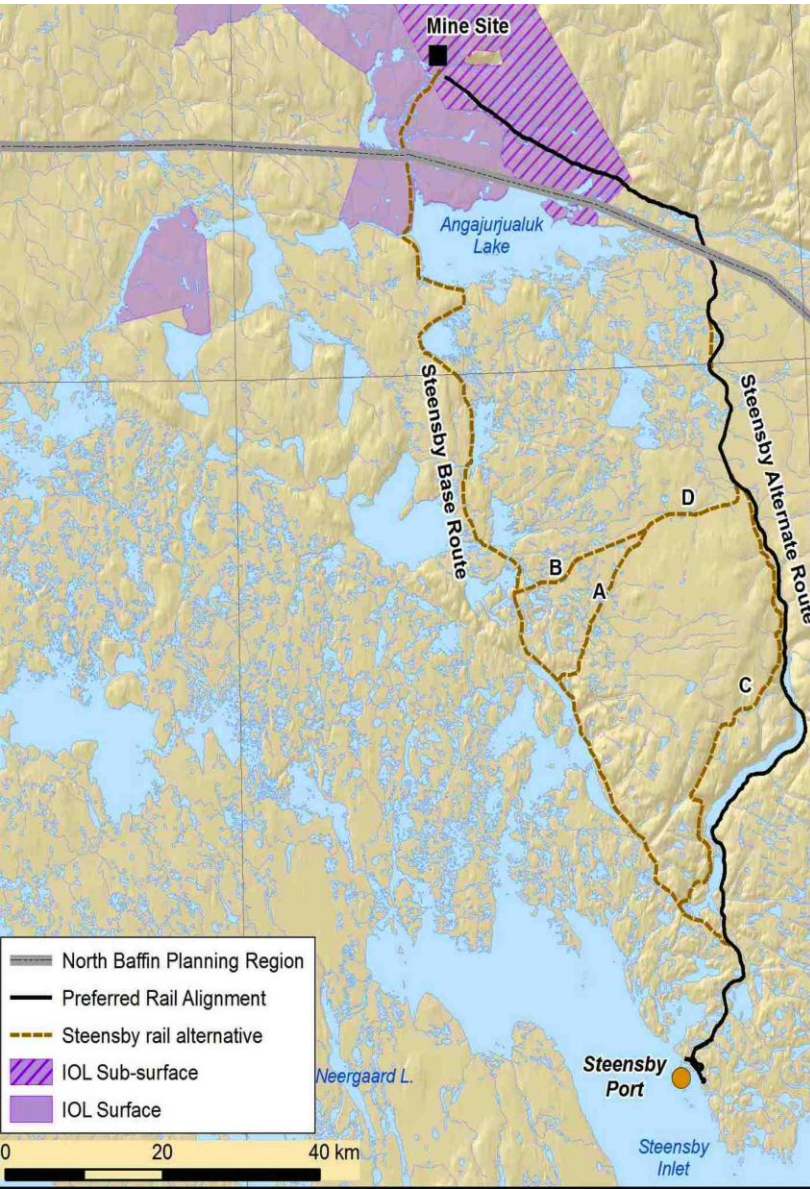 Mine Site
Angajurjualuk
Lake
Steensby Base Route
Steensby Alternate Route
D
B
A
C
North Baffin Planning Region
Preferred Rail Alignment
Steensby rail alternative
IOL Sub-surface
IOL Surface
Neergaard L.
Steensby
Port
Steensby
Inlet
0 20 40 km